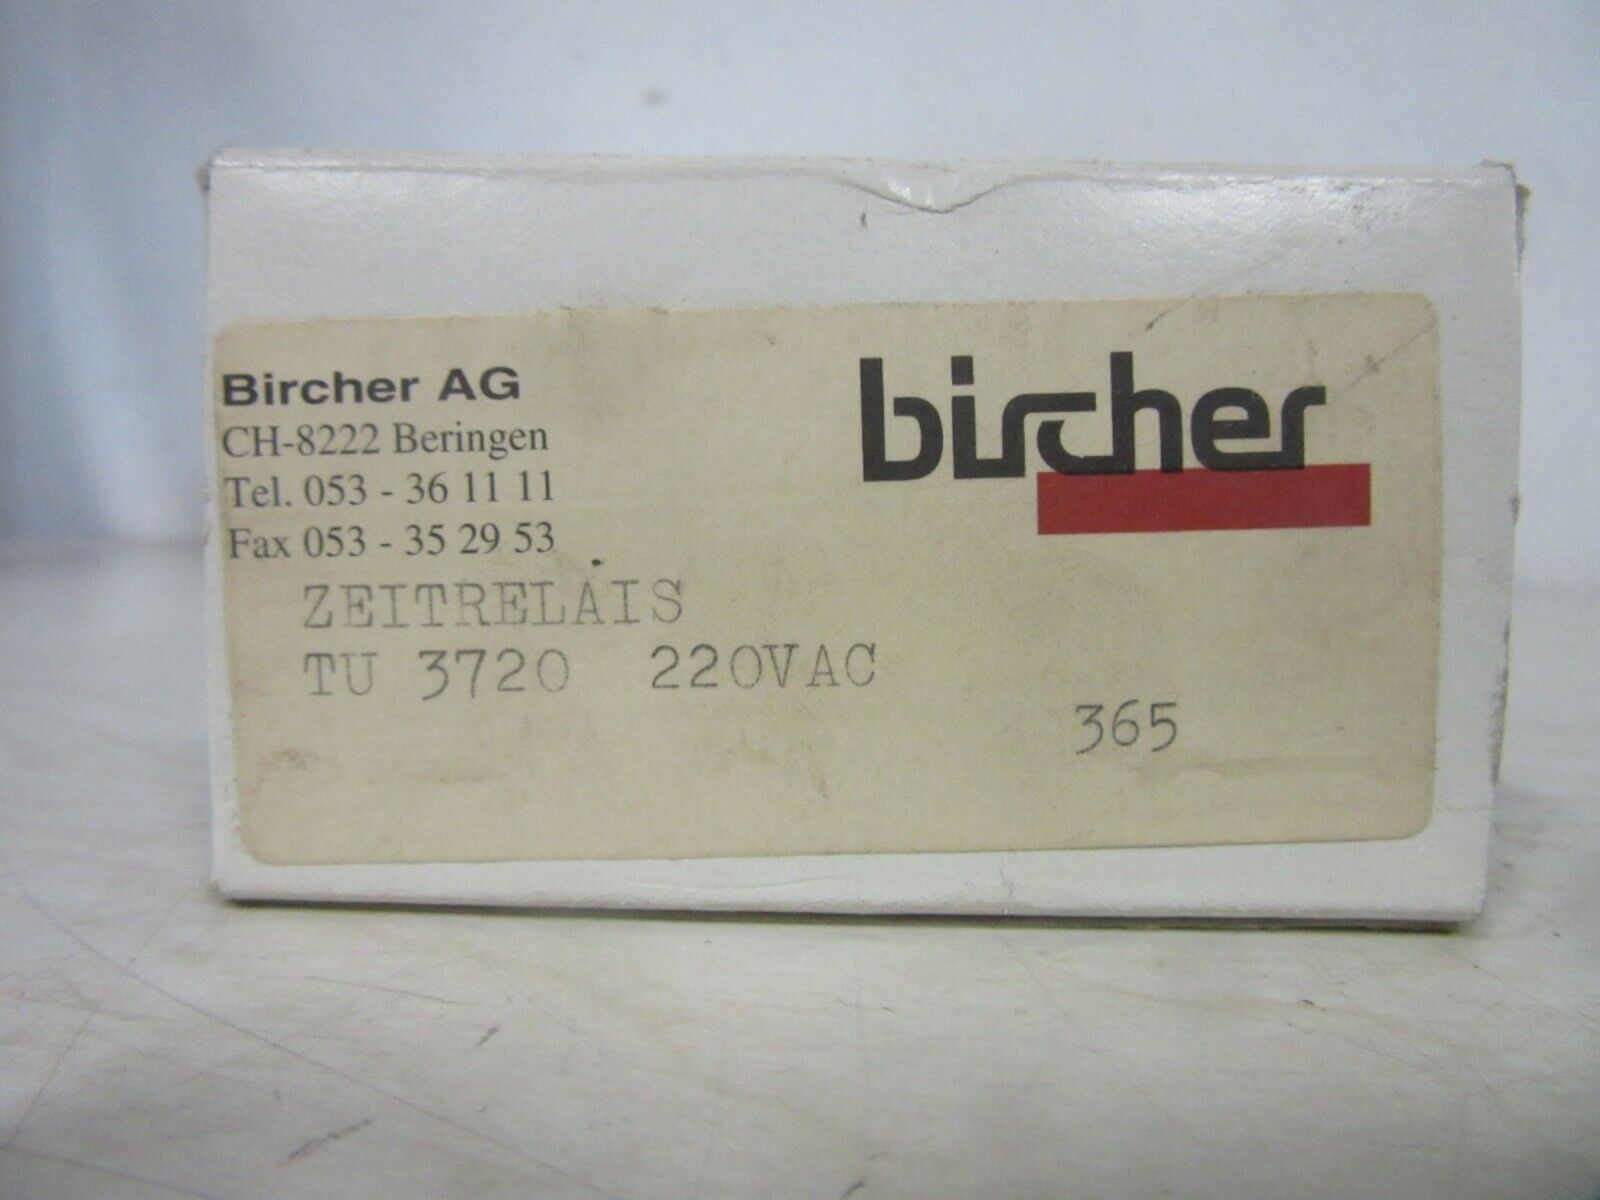 Bircher AG
CH-8222 Beringen
Tel. 053 - 36 11 11
Fax 053 - 35 29 53
bircher
ZEITRELAIS
TU 3720 220VAC
365